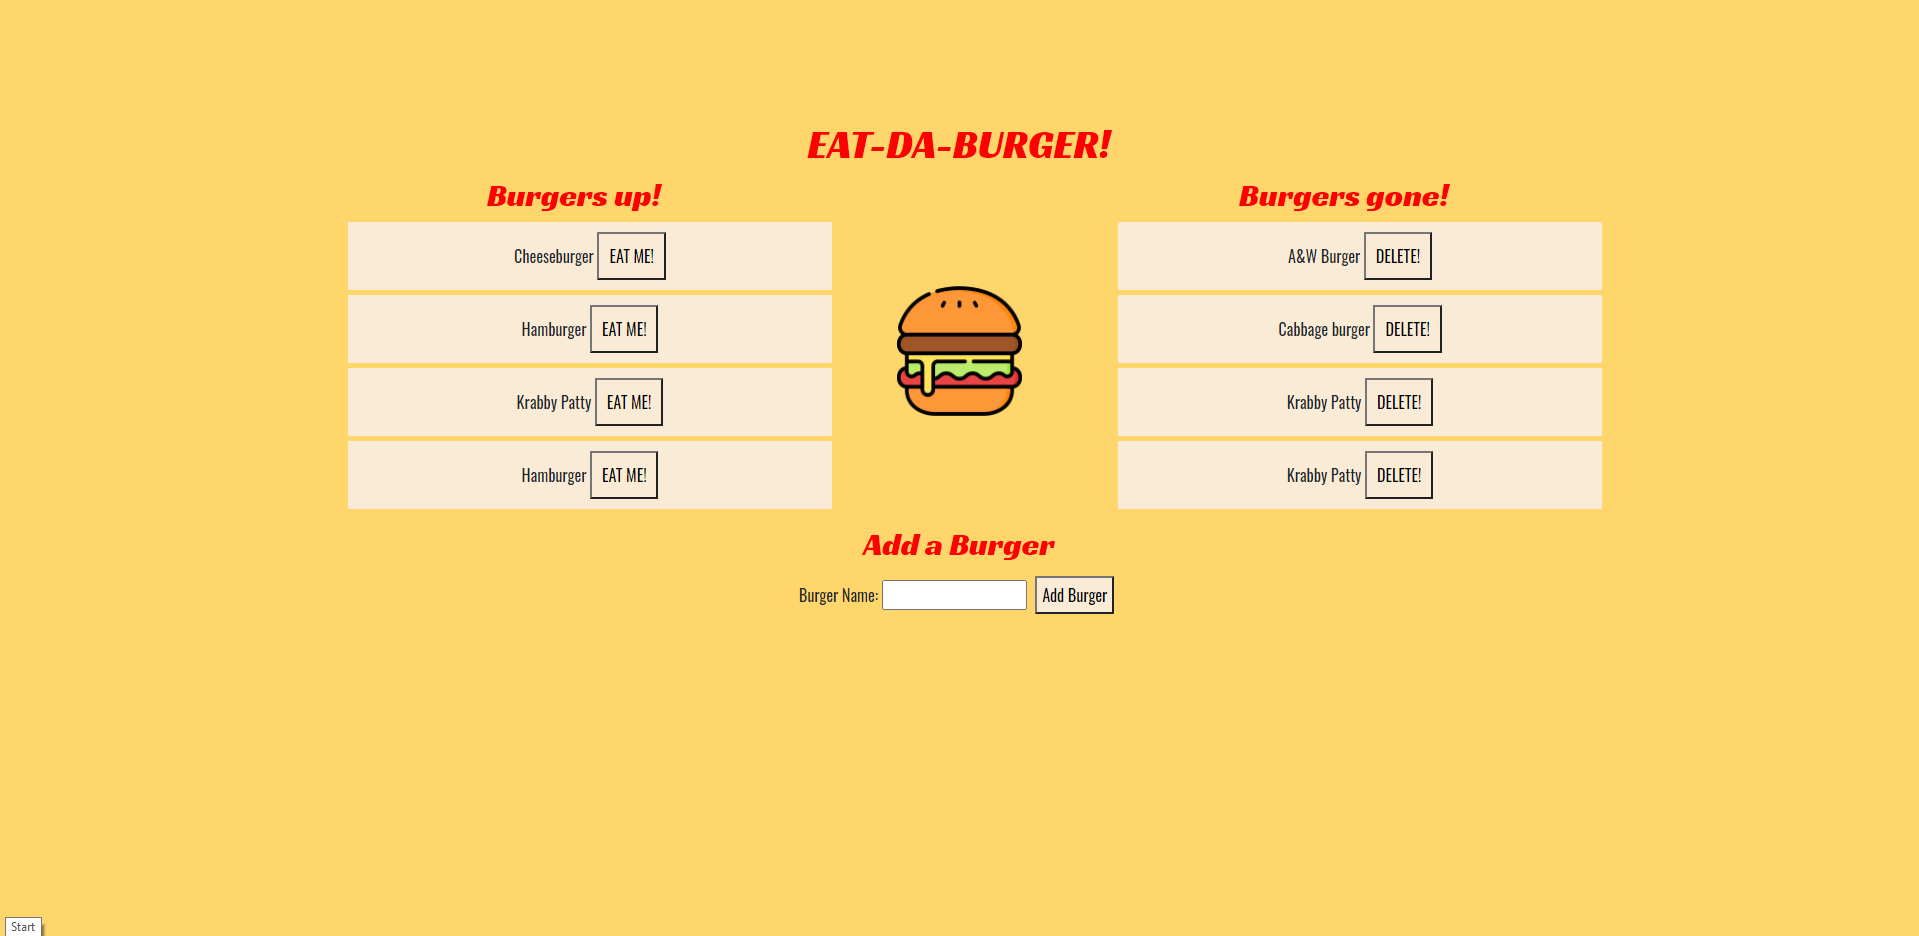 EAT-DA-BURGER!
Burgers up!
Cheeseburger EAT ME!
Hamburger EAT ME!
Krabby Patty EAT ME!
Hamburger EAT ME!
Burgers gone!
A&W Burger DELETE!
Cabbage burger DELETE!
Krabby Patty DELETE!
Krabby Patty DELETE!
Add a Burger
Burger Name: Add Burger
Start